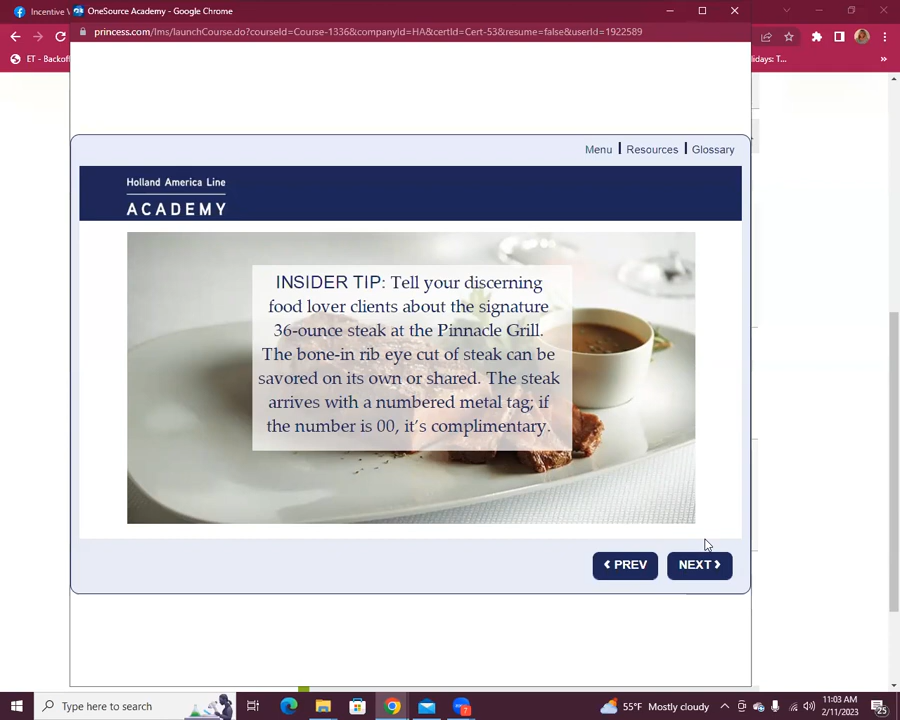 Incentive V
OneSource Academy - Google Chrome
princess.com/lms/launchCourse.do?courseId=Course-1336&companyId=HA&certId=Cert-53&resume=false&userId=1922589
ET - Backoff
lidays: T...
»
Menu | Resources | Glossary
Holland America Line
ACADEMY
INSIDER TIP: Tell your discerning
food lover clients about the signature
36-ounce steak at the Pinnacle Grill.
The bone-in rib eye cut of steak can be
savored on its own or shared. The steak
arrives with a numbered metal tag; if
the number is 00, it's complimentary.
‹ PREV
NEXT ›
Type here to search
7
55°F Mostly cloudy
11:03 AM
2/11/2023
25